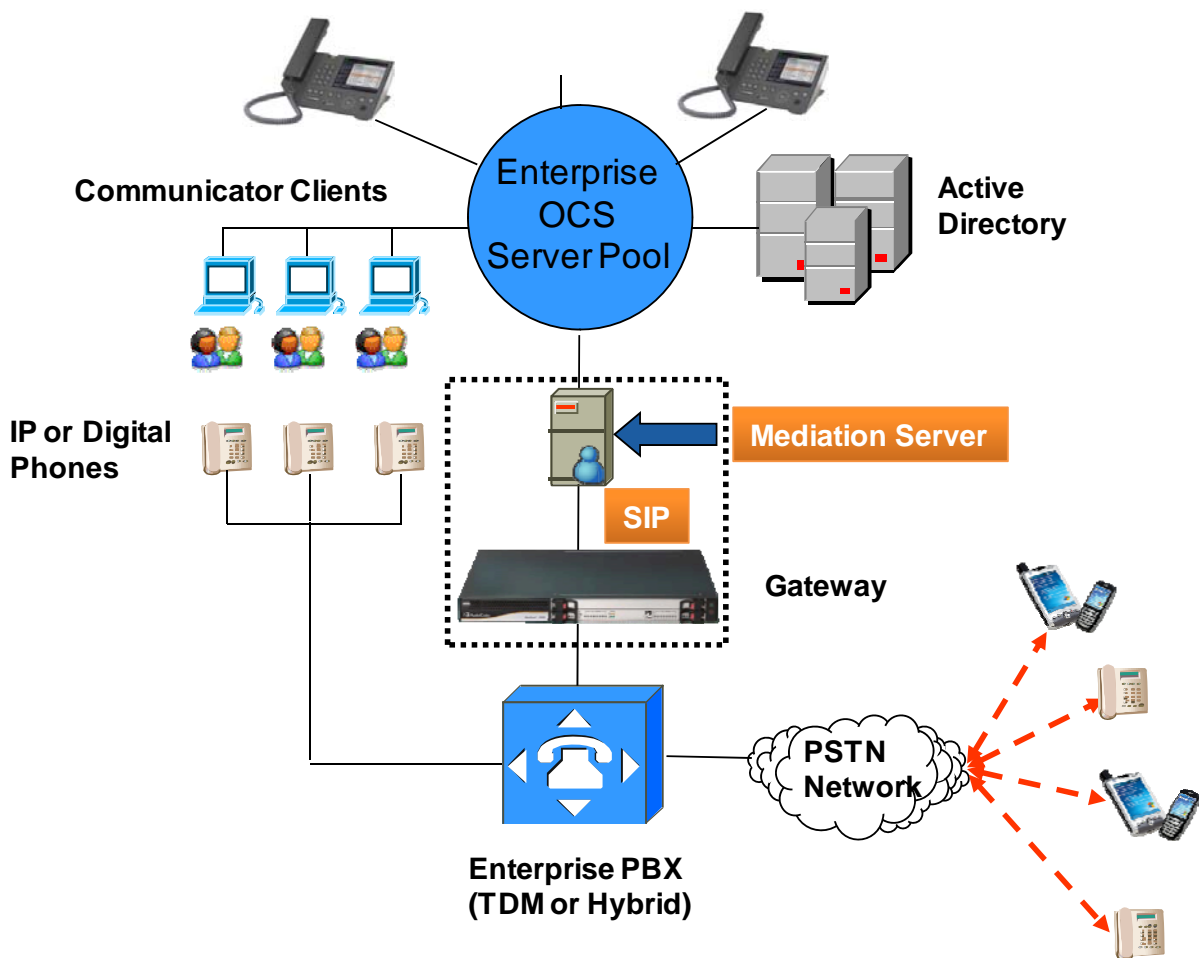 Enterprise
OCS
Server Pool
Communicator Clients
Active
Directory
IP or Digital
Phones
Mediation Server
SIP
Gateway
PSTN
Network
Enterprise PBX
(TDM or Hybrid)